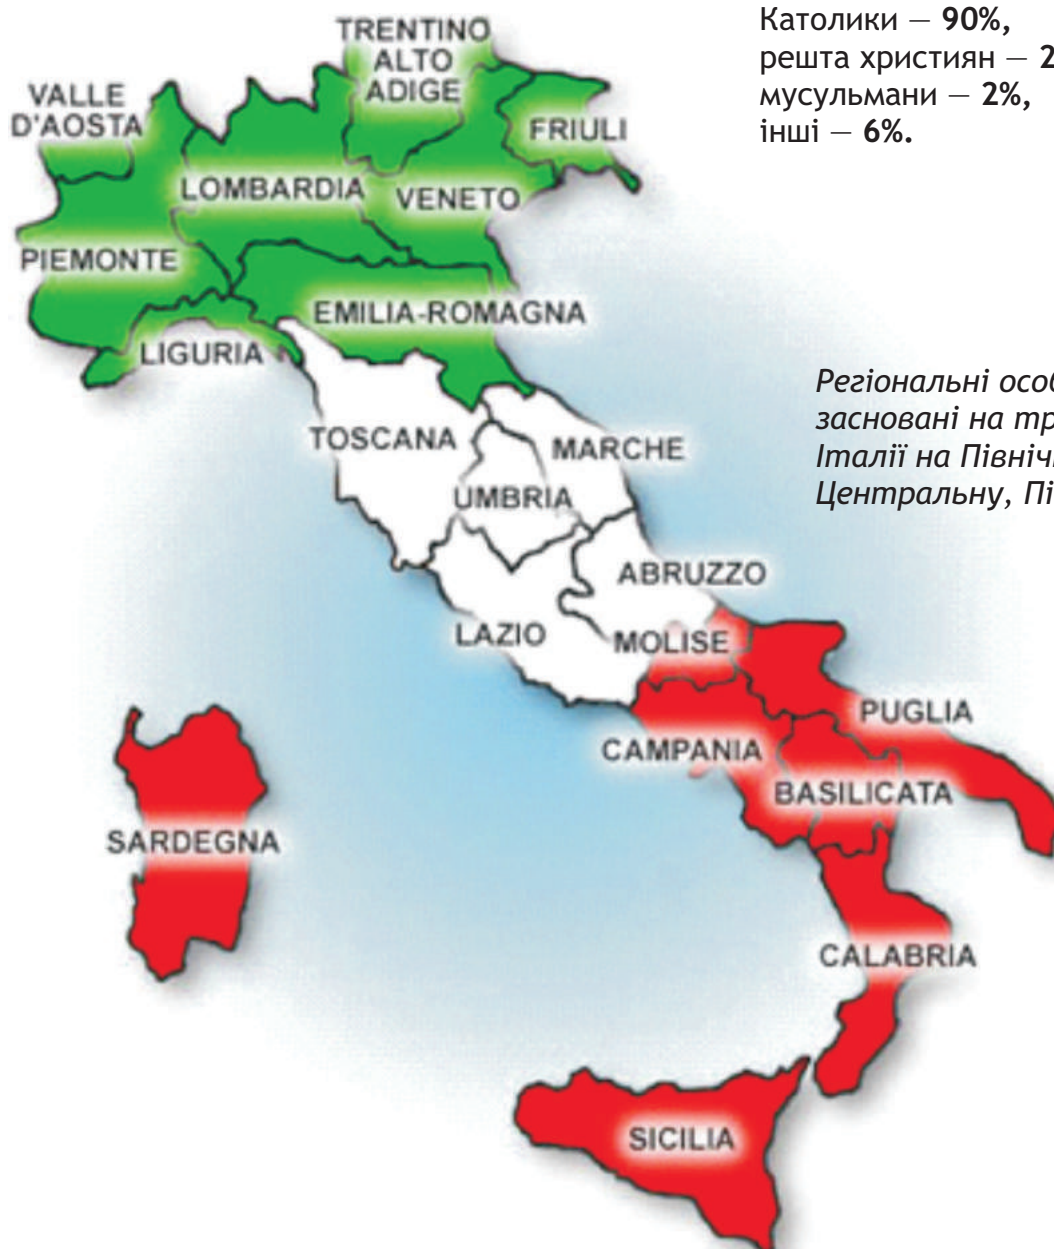 Католики — 90%,
решта християн — 2
мусульмани — 2%,
інші — 6%.
TRENTINO
ALTO
ADIGE
VALLE
D'AOSTA
FRIULI
LOMBARDIA
VENETO
PIEMONTE
EMILIA-ROMAGNA
LIGURIA
Регіональні
засновані на
Італії на
Центральну,
TOSCANA
MARCHE
UMBRIA
ABRUZZO
LAZIO
MOLISE
PUGLIA
CAMPANIA
BASILICATA
SARDEGNA
CALABRIA
SICILIA